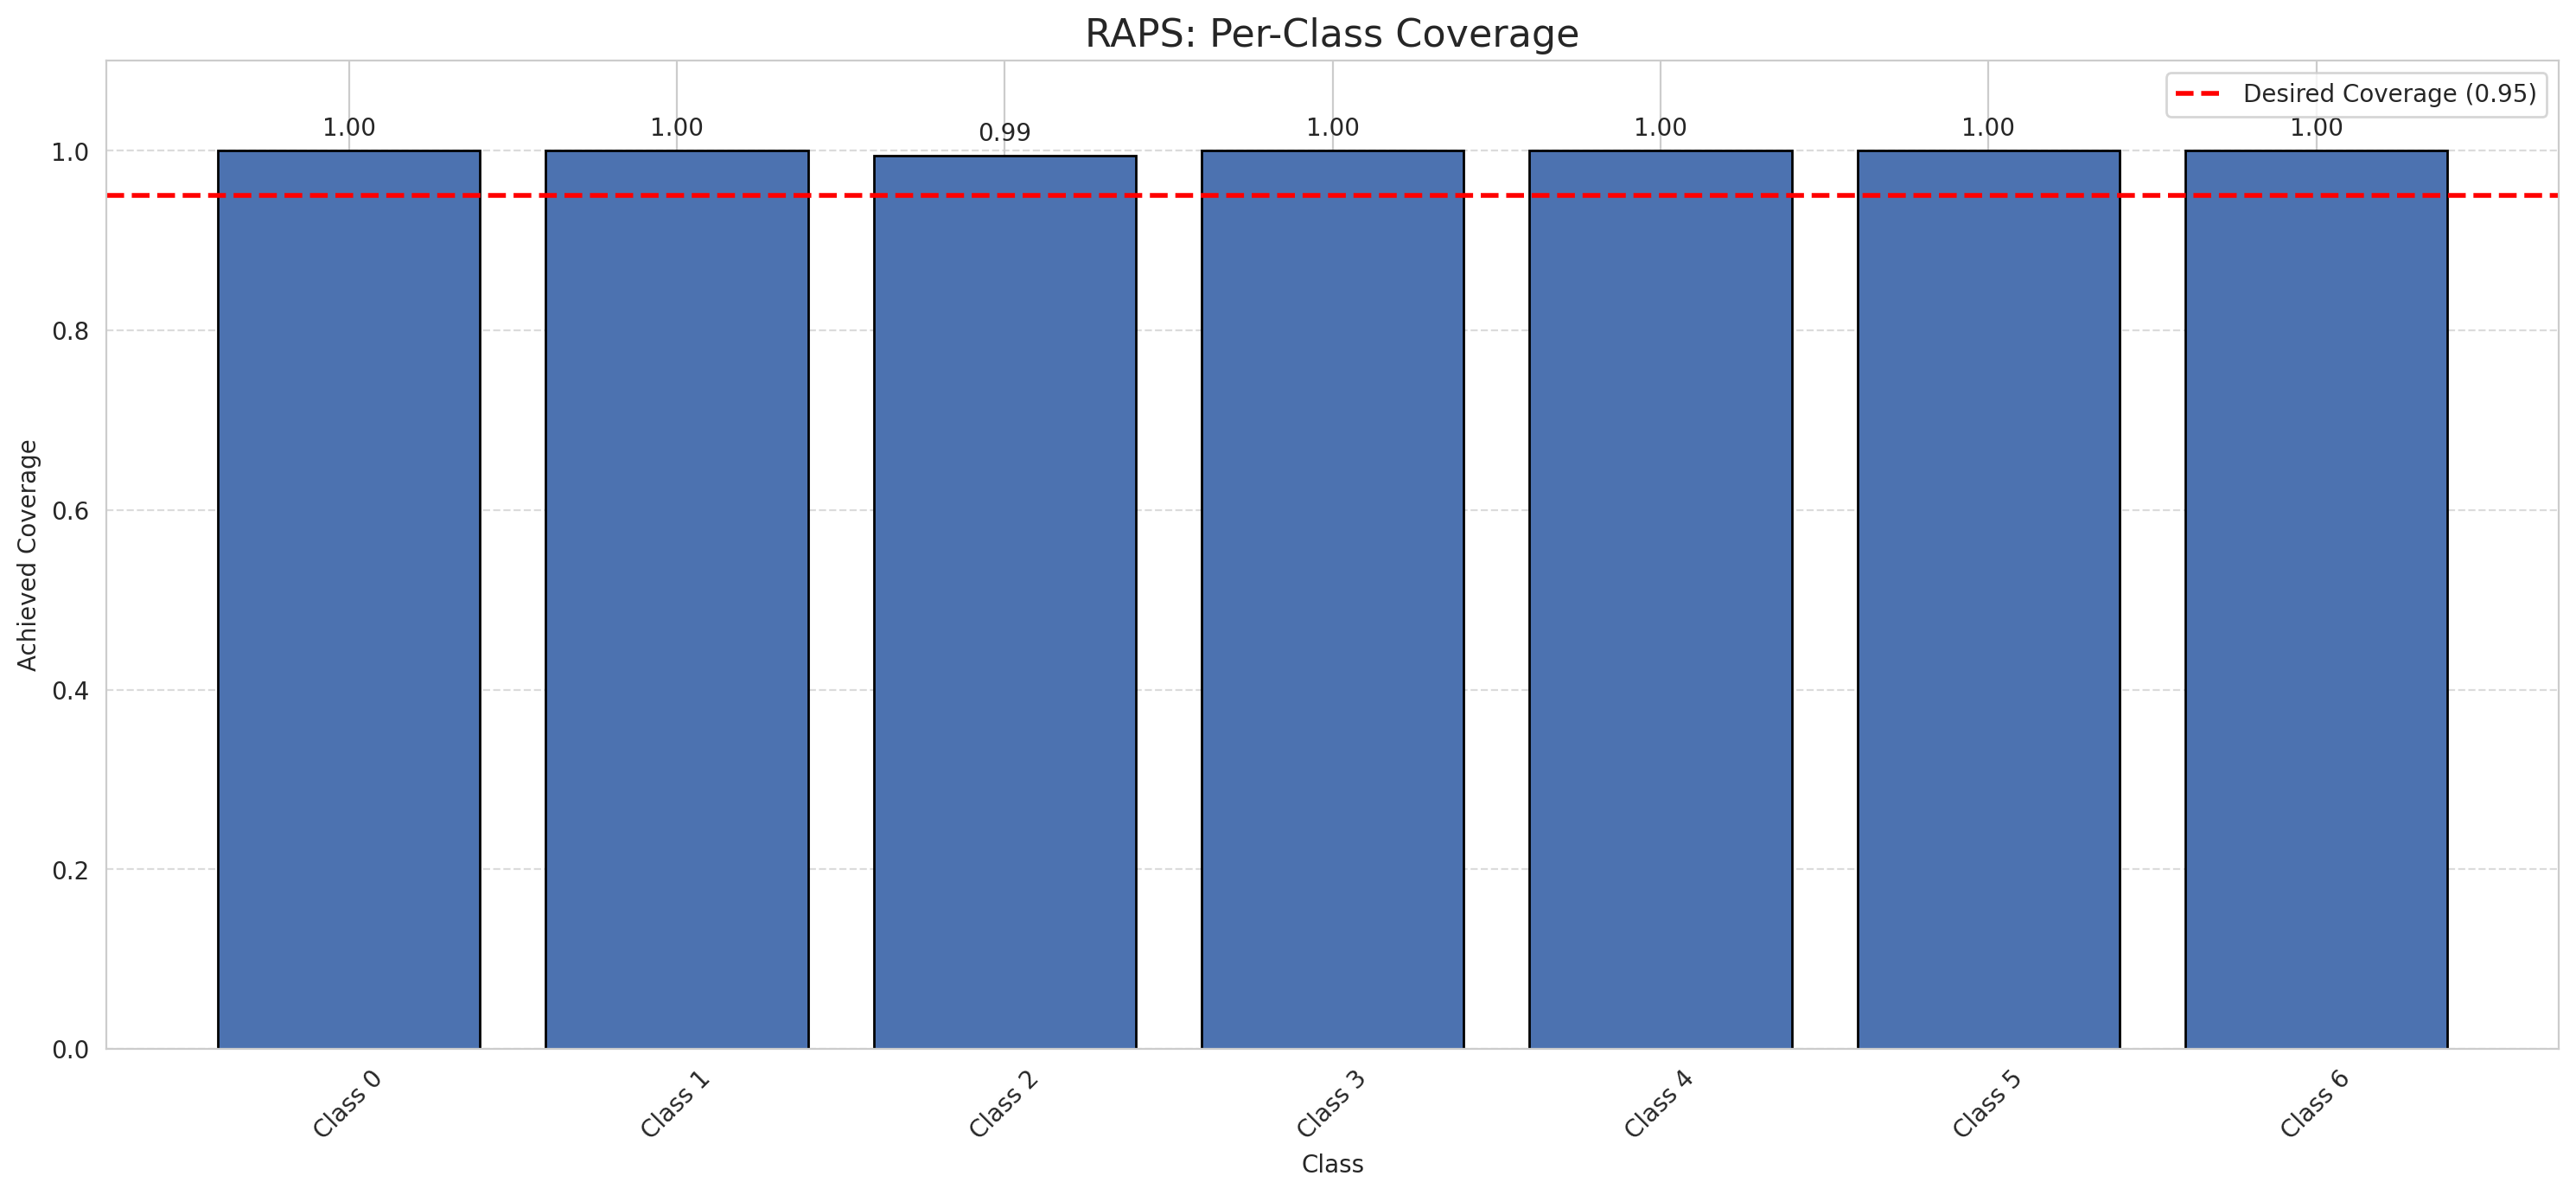 RAPS: Per-Class Coverage
Desired Coverage (0.95)
1.00
1.00
0.99
1.00
1.00
1.00
1.00
1.0
0.8
0.6
0.4
0.2
0.0
Achieved Coverage
Class 0
Class 1
Class 2
Class 3
Class 4
Class 5
Class 6
Class